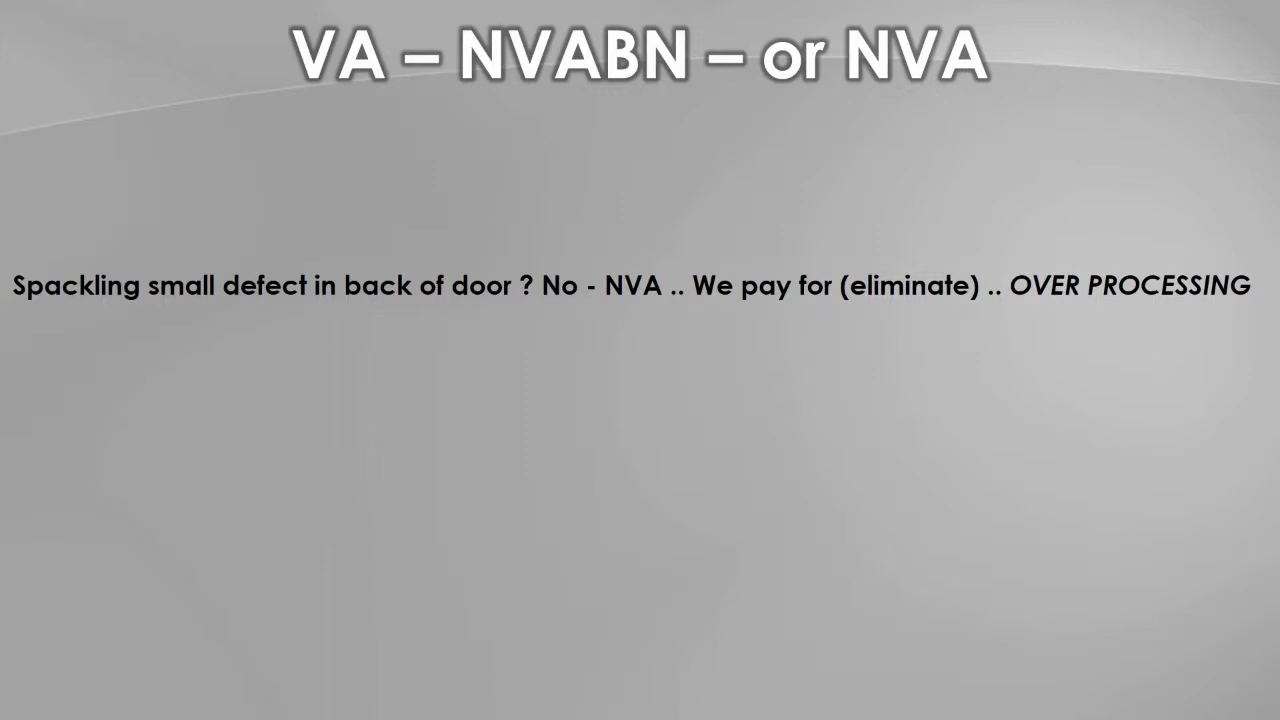 VA – NVABN – or NVA
Spackling small defect in back of door ? No - NVA .. We pay for (eliminate) .. OVER PROCESSING